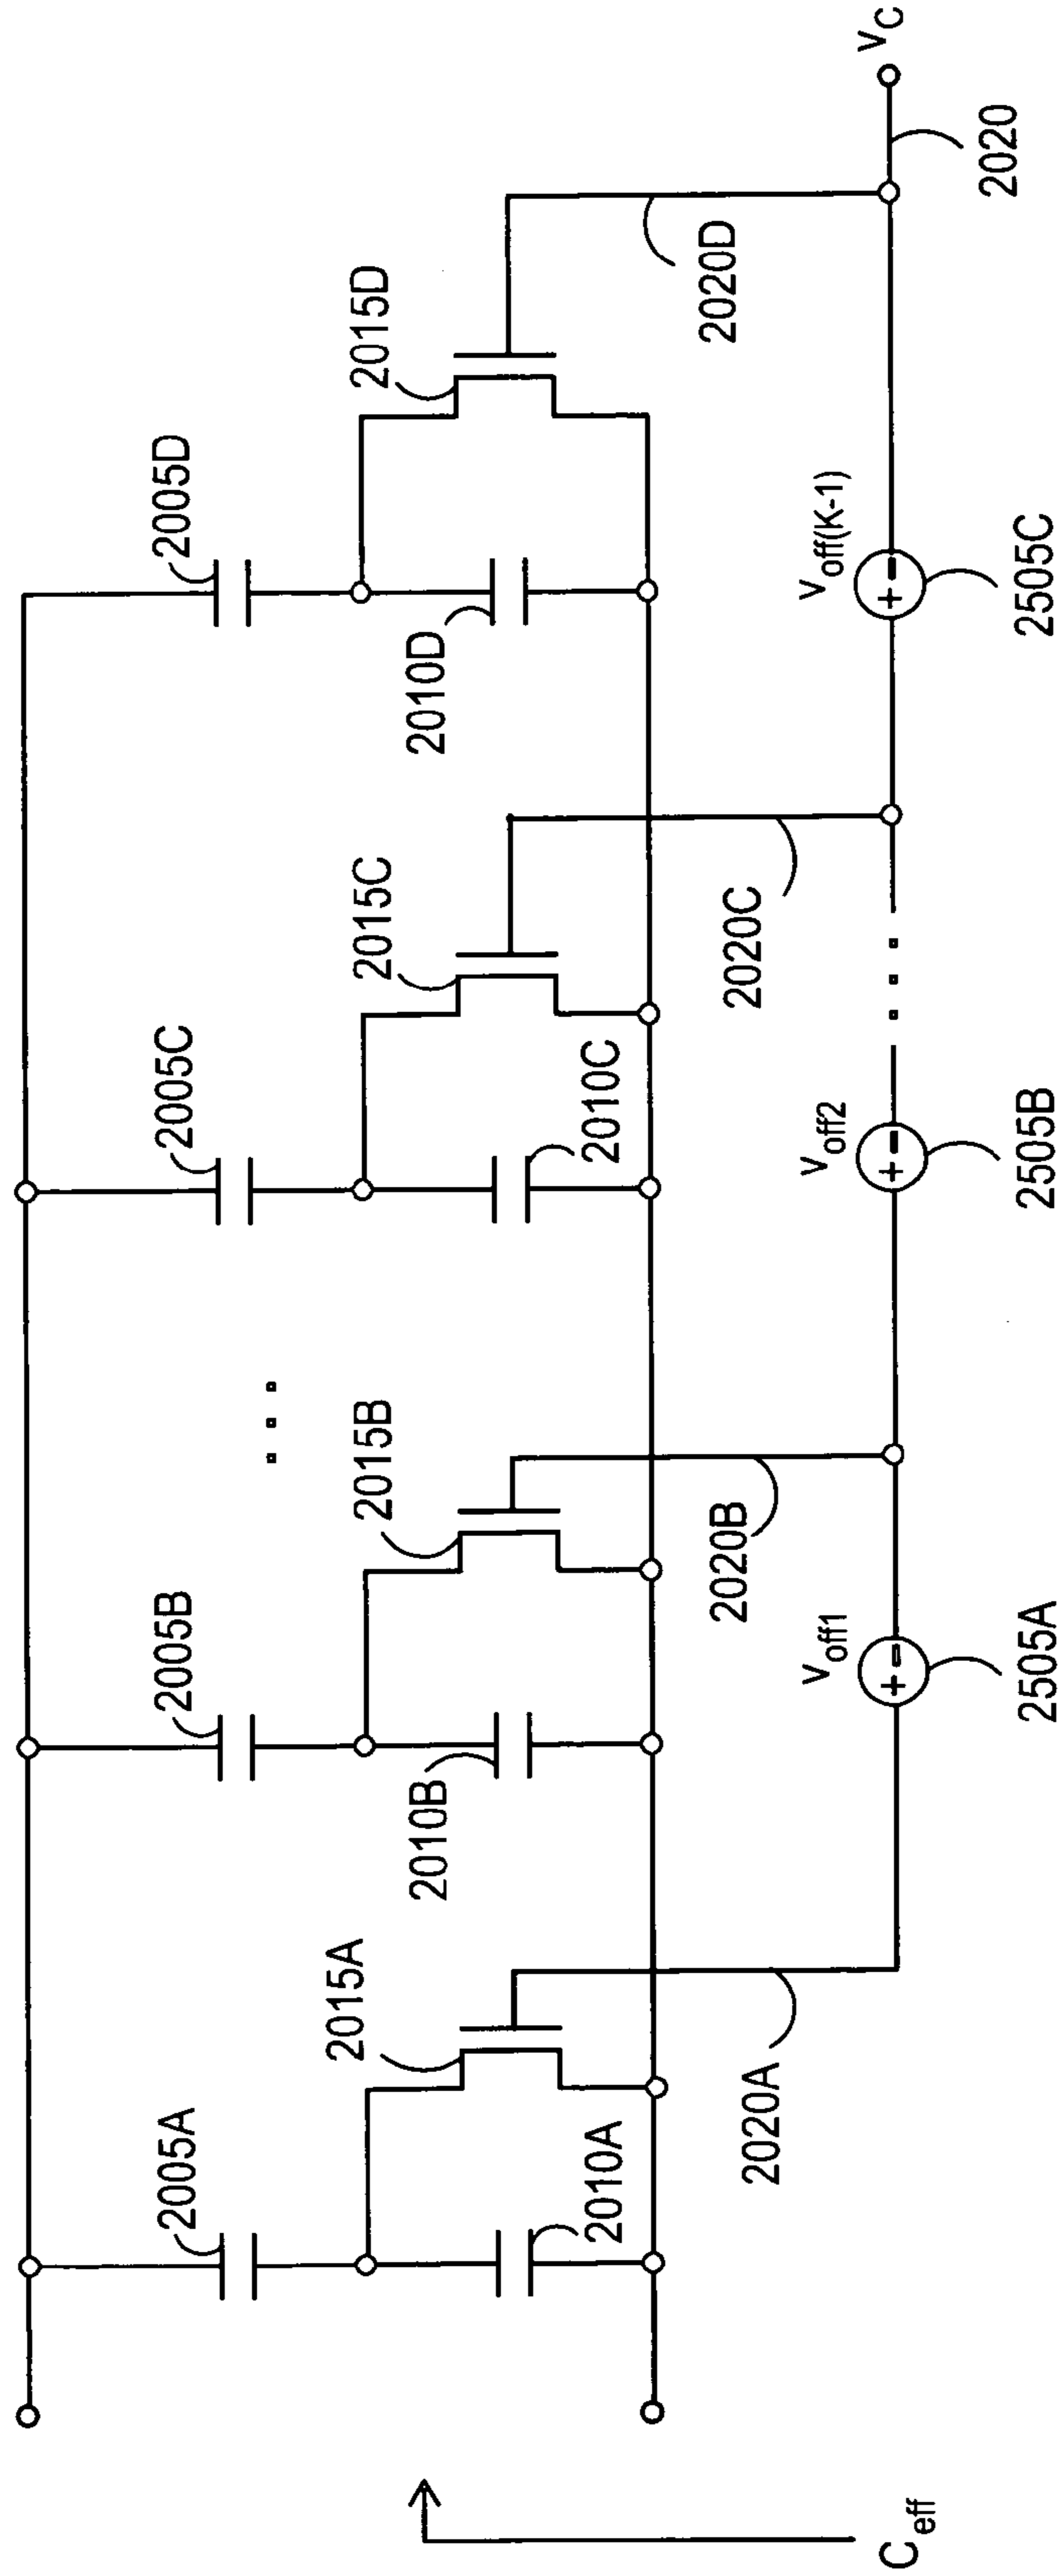 2005A
2005B
2005C
2005D
2015A
2015B
2015C
2015D
2010A
2010B
2010C
2010D
. . .
2020A
2020B
2020C
2020D
Voff1
Voff2
. . .
Voff(K-1)
VC
+ -
+ -
+ -
2505A
2505B
2505C
2020
Ceff